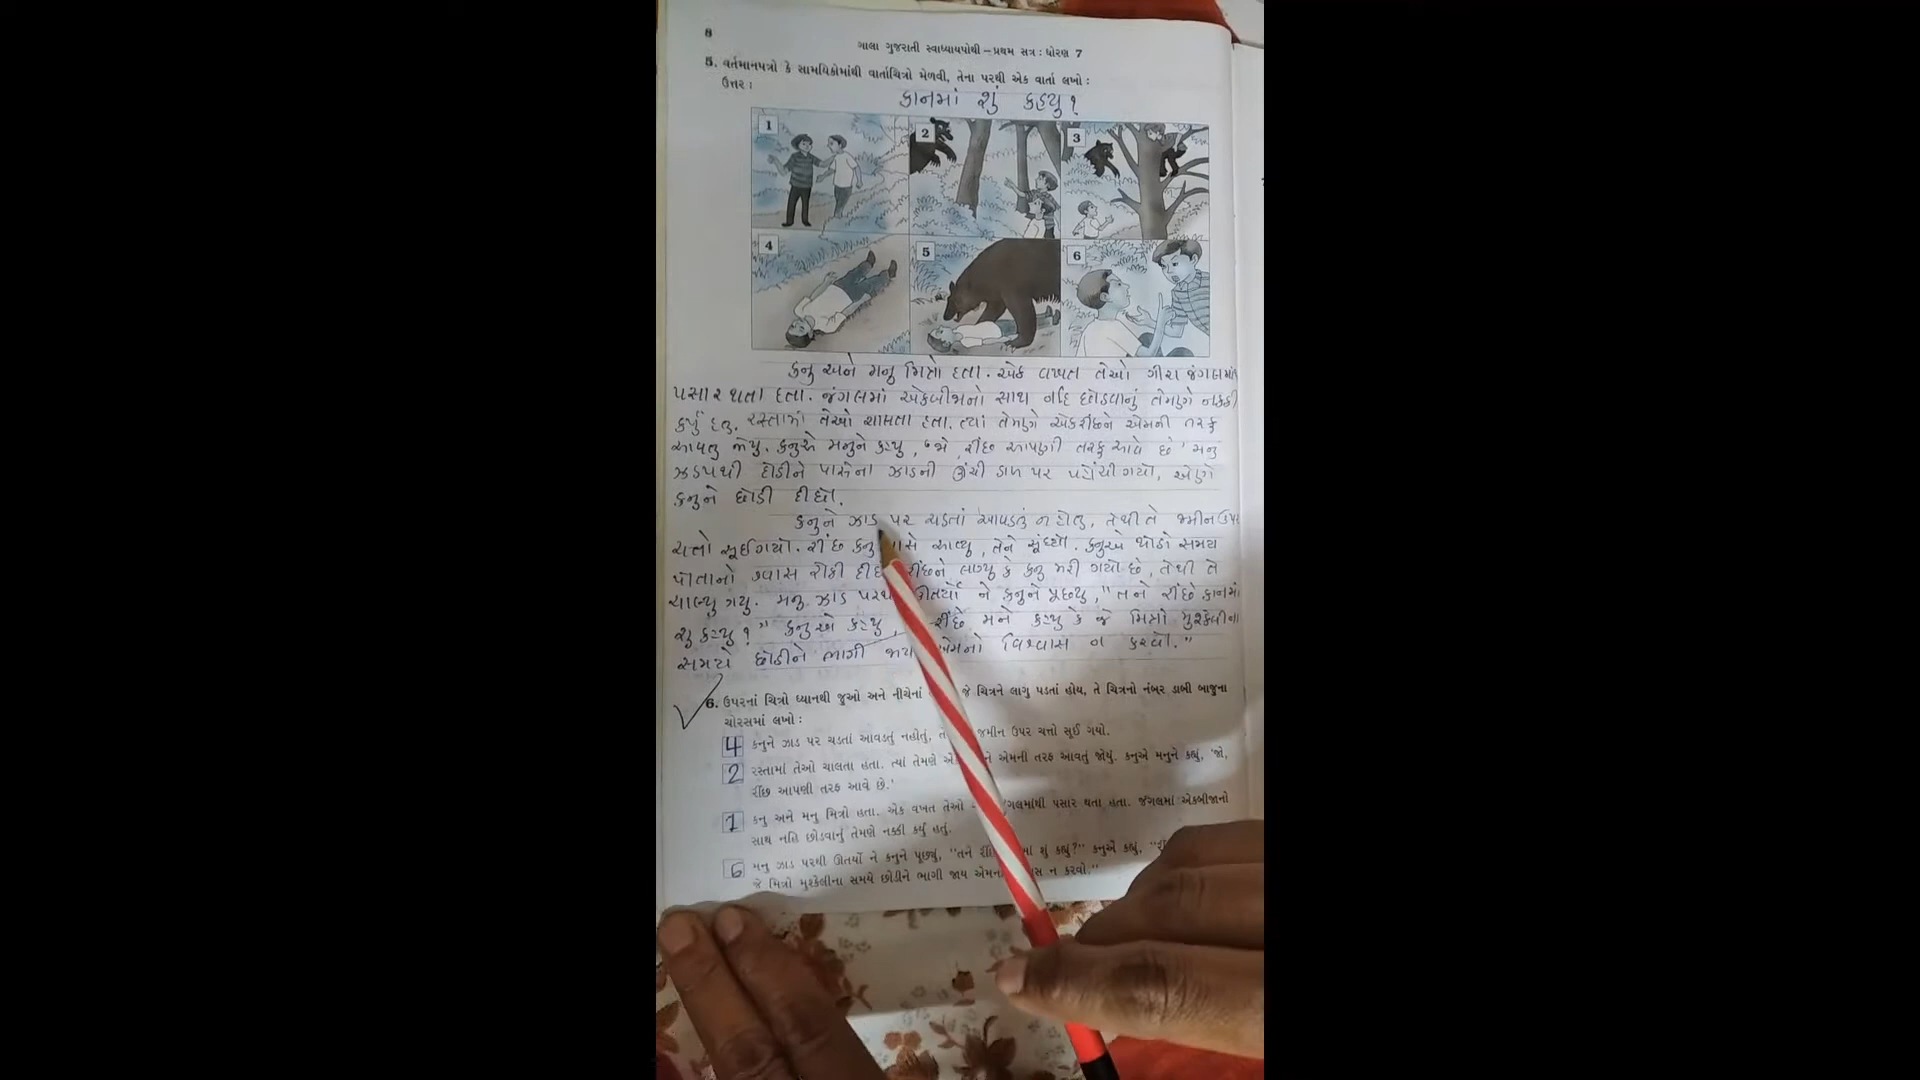 8
ગાલા ગુજરાતી સ્વાધ્યાયપોથી – પ્રથમ સત્ર : ધોરણ 7
5. વર્તમાનપત્રો કે સામયિકોમાંથી વાર્તાચિત્રો મેળવી, તેના પરથી એક વાર્તા લખો :
ઉત્તર :
કાનમાં શું કહ્યુ ?
1
2
3
4
5
6
કનુ અને મનુ મિત્રો હતા. એક વખત તેઓ ગીરા જંગલમાં
પસાર થતા હતા. જંગલમાં એકબીજાનો સાથ નહિ છોડવાનું તેમણે નક્કી
કર્યું હતુ. રસ્તામાં તેઓ ચાલતા હતા. ત્યાં તેમણે એક રીંછને એમની તરફ
આવતુ જોયુ. કનુએ મનુને કહ્યુ, 'જો, રીંછ આપણી તરફ આવે છે' મનુ
ઝડપથી દોડીને પાસેના ઝાડની ઊંચી ડાળ પર પહોંચી ગયો, એણે
કનુને છોડી દીધો.
કનુને ઝાડ પર ચડતાં આવડતું ન હોતુ, તેથી તે જમીન ઉપર
ચત્તો સૂઈ ગયો. રીંછ કનુ પાસે આવ્યુ, તેને સૂંઘ્યો. કનુએ થોડો સમય
પોતાનો શ્વાસ રોકી રીંછને લાગ્યુ કે કનુ મરી ગયો છે, તેથી તે
ચાલ્યુ ગયુ. મનુ ઝાડ ઊતર્યો ને કનુને પૂછ્યુ, "તને રીંછે કાનમાં
શુ કહ્યુ ? " કનુએ કહ્યુ, રીંછે મને કહ્યુ કે જે મિત્રો મુશ્કેલીના
સમયે છોડીને ભાગી વિશ્વાસ ન કરવો."
6. ઉપરનાં ચિત્રો ધ્યાનથી જુઓ અને નીચેનાં જે ચિત્રને લાગુ પડતાં હોય, તે ચિત્રનો નંબર ડાબી બાજુના
ચોરસમાં લખો :
4 કનુને ઝાડ પર ચડતાં આવડતું નહોતું, જમીન ઉપર ચત્તો સૂઈ ગયો.
2 રસ્તામાં તેઓ ચાલતા હતા. ત્યાં તેમણે એમની તરફ આવતું જોયું. કનુએ મનુને કહ્યું, 'જો,
રીંછ આપણી તરફ આવે છે.'
1 કનુ અને મનુ મિત્રો હતા. એક વખત તેઓ પસાર થતા હતા. જંગલમાં એકબીજાનો
સાથ નહિ છોડવાનું તેમણે નક્કી કર્યું હતું.
6 મનુ ઝાડ પરથી ઊતર્યો ને કનુને પૂછ્યું, "તને શું કહ્યું?" કનુએ કહ્યું,
જે મિત્રો મુશ્કેલીના સમયે છોડીને ભાગી જાય ન કરવો."